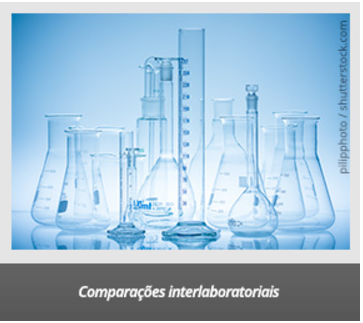 pilipphoto / shutterstock.com
Comparações interlaboratoriais